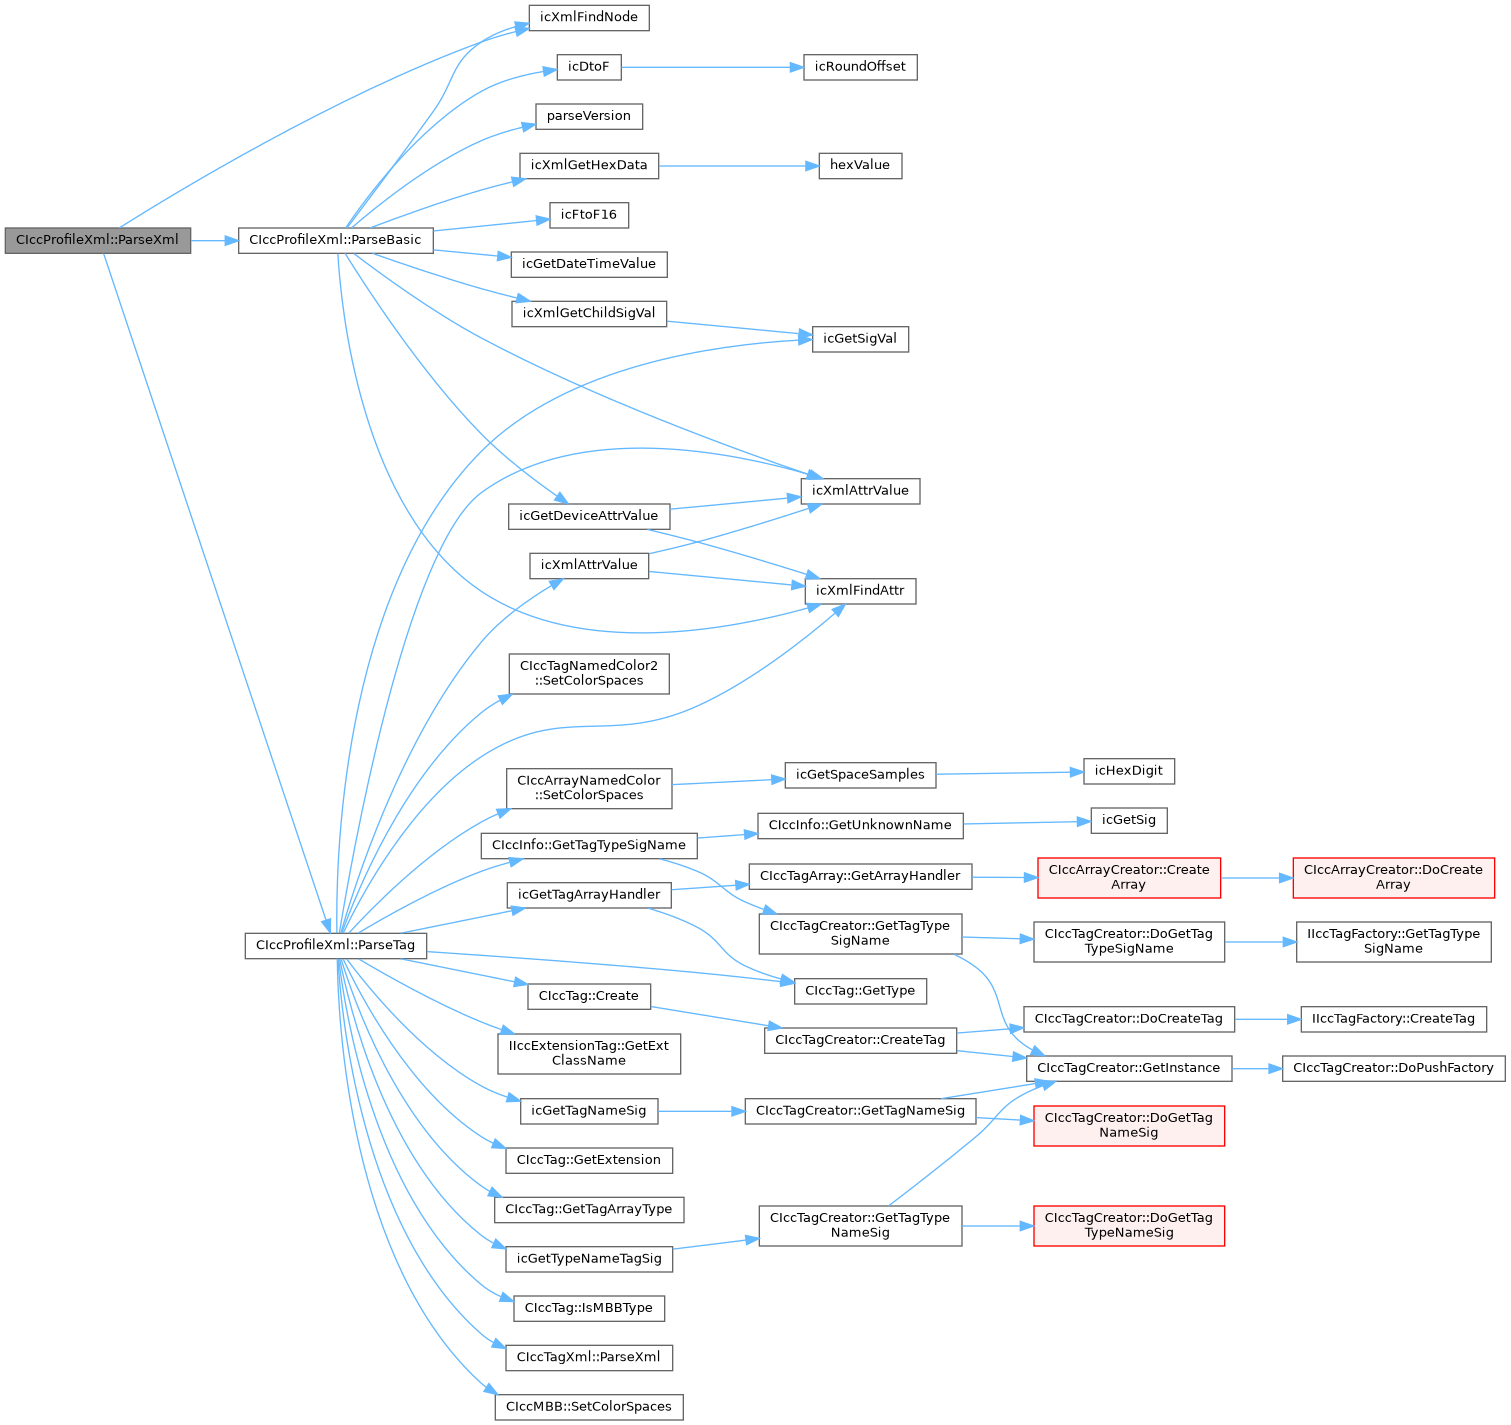 icXmlFindNode
icDtoF
icRoundOffset
parseVersion
icXmlGetHexData
hexValue
icFtoF16
CIccProfileXml::ParseXml
CIccProfileXml::ParseBasic
icGetDateTimeValue
icXmlGetChildSigVal
icGetSigVal
icXmlAttrValue
icGetDeviceAttrValue
icXmlAttrValue
icXmlFindAttr
CIccTagNamedColor2
::SetColorSpaces
CIccArrayNamedColor
::SetColorSpaces
icGetSpaceSamples
icHexDigit
CIccInfo::GetTagTypeSigName
CIccInfo::GetUnknownName
icGetSig
icGetTagArrayHandler
CIccTagArray::GetArrayHandler
CIccArrayCreator::Create
Array
CIccArrayCreator::DoCreate
Array
CIccTagCreator::GetTagType
SigName
CIccTagCreator::DoGetTag
TypeSigName
IIccTagFactory::GetTagType
SigName
CIccProfileXml::ParseTag
CIccTag::GetType
CIccTag::Create
CIccTagCreator::CreateTag
CIccTagCreator::DoCreateTag
IIccTagFactory::CreateTag
IIccExtensionTag::GetExt
ClassName
CIccTagCreator::GetInstance
CIccTagCreator::DoPushFactory
icGetTagNameSig
CIccTagCreator::GetTagNameSig
CIccTagCreator::DoGetTag
NameSig
CIccTag::GetExtension
CIccTag::GetTagArrayType
icGetTypeNameTagSig
CIccTagCreator::GetTagType
NameSig
CIccTagCreator::DoGetTag
TypeNameSig
CIccTag::IsMBBType
CIccTagXml::ParseXml
CIccMBB::SetColorSpaces